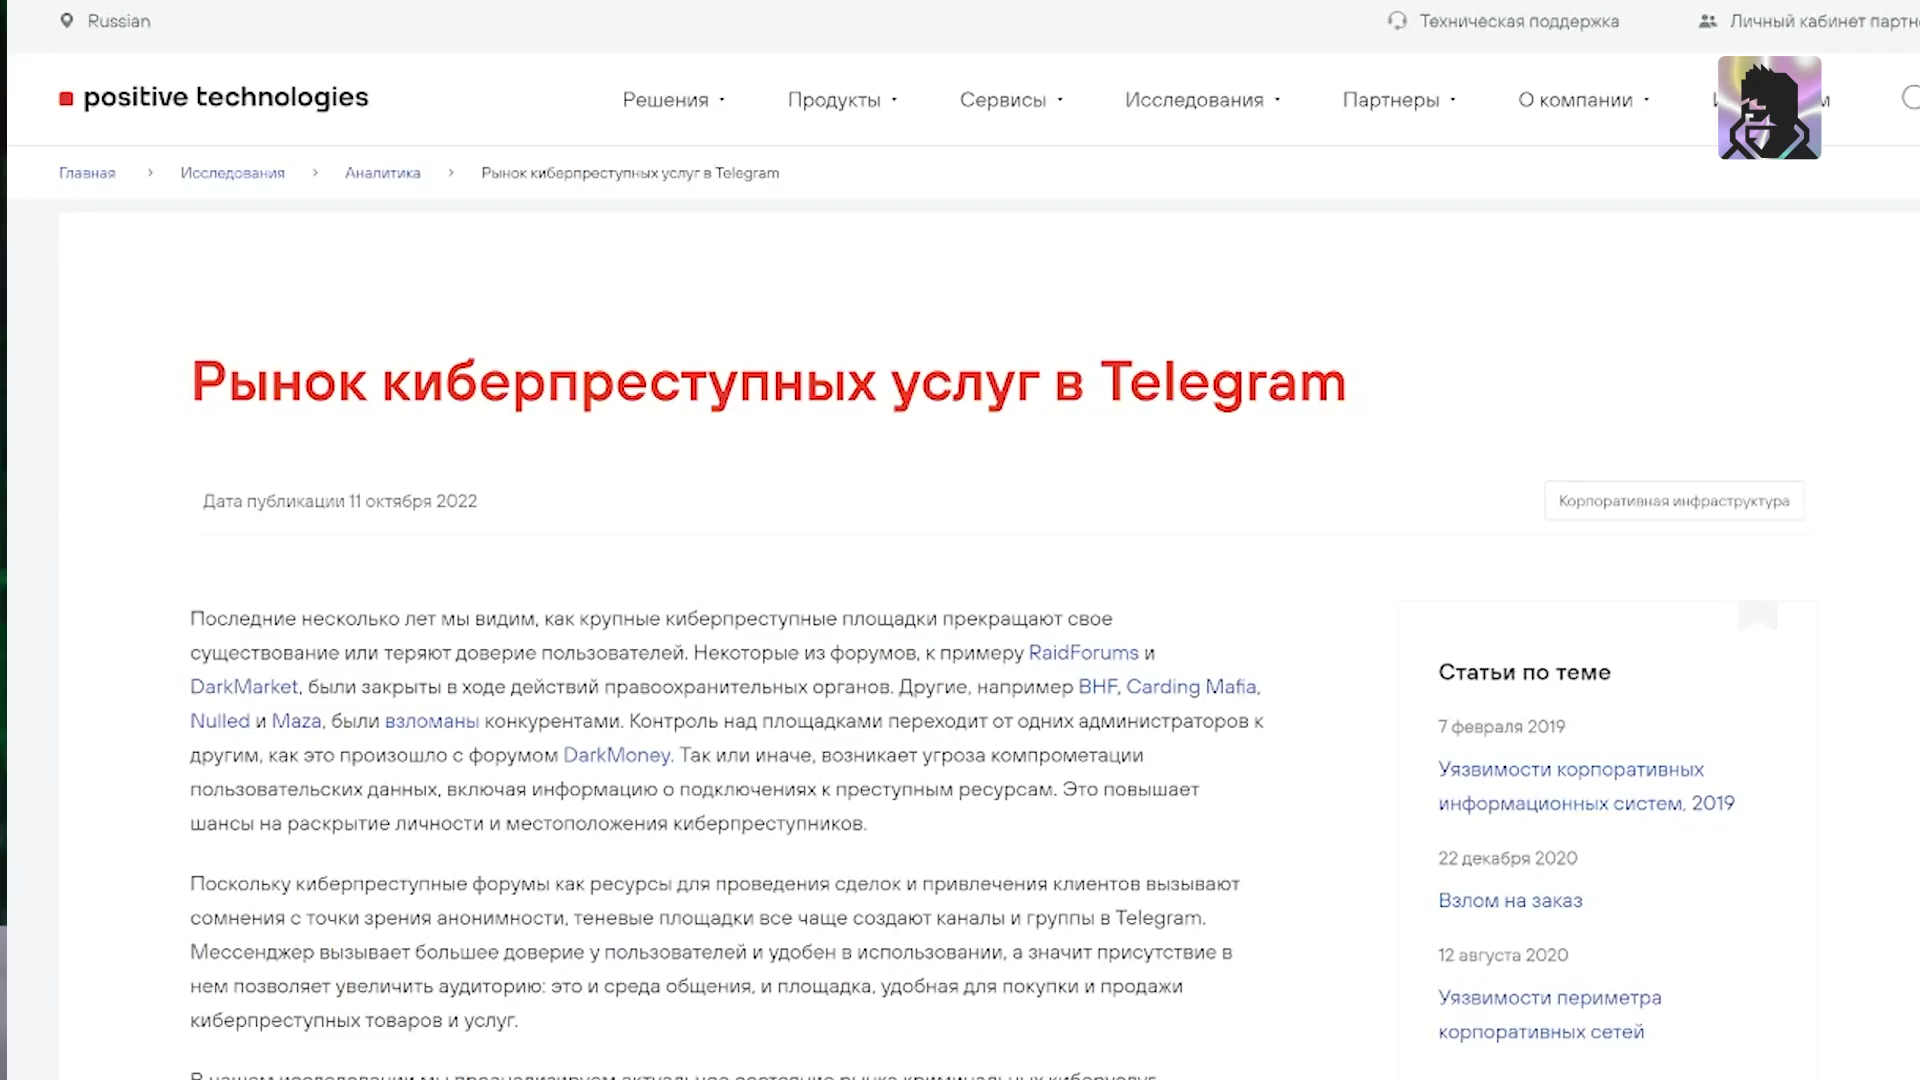 Russian
Техническая поддержка
Личный кабинет
positive technologies
Решения
Продукты
Сервисы
Исследования
Партнеры
О компании
Главная > Исследования > Аналитика > Рынок киберпреступных услуг в Telegram
Рынок киберпреступных услуг в Telegram
Дата публикации 11 октября 2022
Корпоративная инфраструктура
Последние несколько лет мы видим, как крупные киберпреступные площадки прекращают свое
существование или теряют доверие пользователей. Некоторые из форумов, к примеру RaidForums и
DarkMarket, были закрыты в ходе действий правоохранительных органов. Другие, например BHF, Carding Mafia,
Nulled и Maza, были взломаны конкурентами. Контроль над площадками переходит от одних администраторов к
другим, как это произошло с форумом DarkMoney. Так или иначе, возникает угроза компрометации
пользовательских данных, включая информацию о подключениях к преступным ресурсам. Это повышает
шансы на раскрытие личности и местоположения киберпреступников.
Поскольку киберпреступные форумы как ресурсы для проведения сделок и привлечения клиентов вызывают
сомнения с точки зрения анонимности, теневые площадки все чаще создают каналы и группы в Telegram.
Мессенджер вызывает большее доверие у пользователей и удобен в использовании, а значит присутствие в
нем позволяет увеличить аудиторию: это и среда общения, и площадка, удобная для покупки и продажи
киберпреступных товаров и услуг.
Статьи по теме
7 февраля 2019
Уязвимости корпоративных
информационных систем, 2019
22 декабря 2020
Взлом на заказ
12 августа 2020
Уязвимости периметра
корпоративных сетей